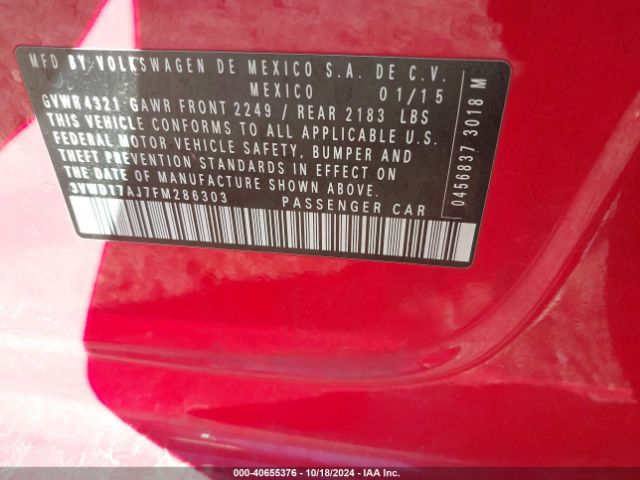 MFD BY VOLKSWAGEN DE MEXICO S.A. DE C.V.
MEXICO 01/15
GVWR 4321 GAWR FRONT 2249 / REAR 2183 LBS
THIS VEHICLE CONFORMS TO ALL APPLICABLE U.S.
FEDERAL MOTOR VEHICLE SAFETY, BUMPER AND
THEFT PREVENTION STANDARDS IN EFFECT ON
THE DATE OF MANUFACTURE SHOWN ABOVE.
3VWD17AJ7FM286303 PASSENGER CAR
0456837 3018 M
000-40655376 - 10/18/2024 - IAA Inc.